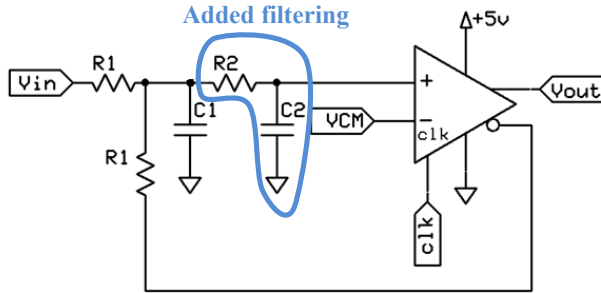 Added filtering
+5v
R1
R2
Vin
+
Vout
C1
C2
VCM
−
clk
R1
clk